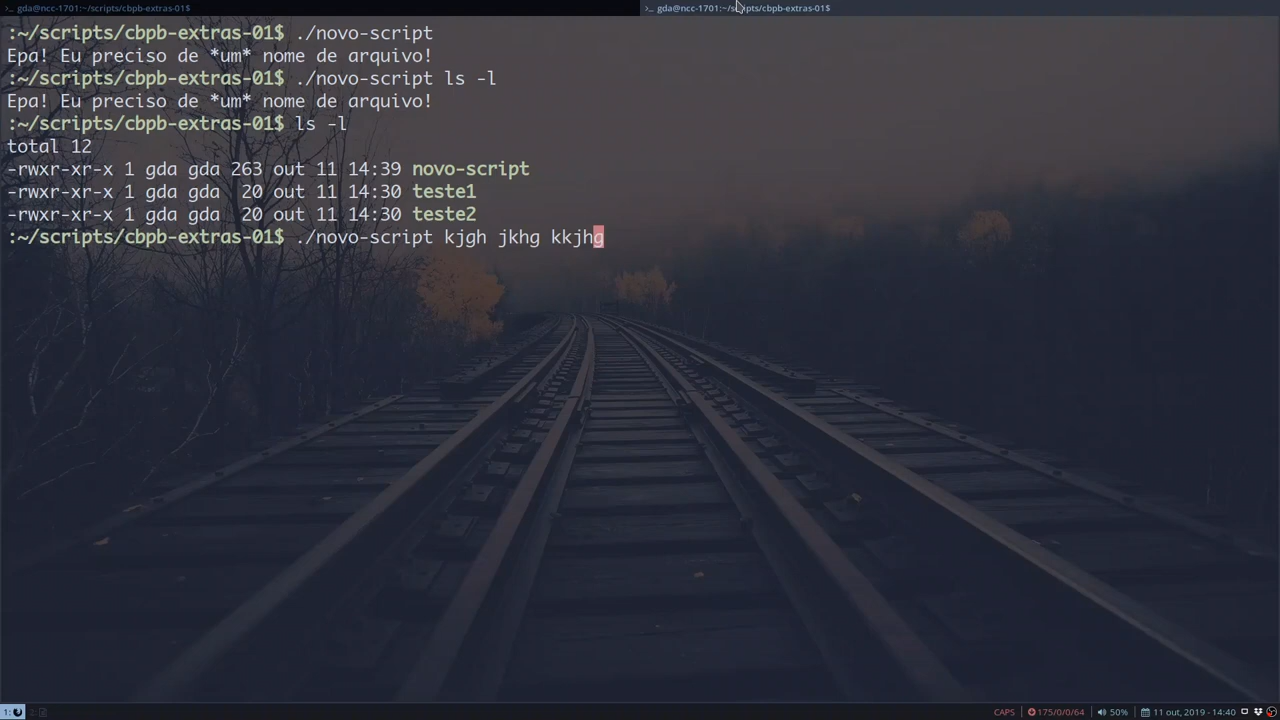 gda@ncc-1701:~/scripts/cbpb-extras-01$
gda@ncc-1701:~/scripts/cbpb-extras-01$
:~/scripts/cbpb-extras-01$ ./novo-script
Epa! Eu preciso de *um* nome de arquivo!
:~/scripts/cbpb-extras-01$ ./novo-script ls -l
Epa! Eu preciso de *um* nome de arquivo!
:~/scripts/cbpb-extras-01$ ls -l
total 12
-rwxr-xr-x 1 gda gda 263 out 11 14:39 novo-script
-rwxr-xr-x 1 gda gda  20 out 11 14:30 teste1
-rwxr-xr-x 1 gda gda  20 out 11 14:30 teste2
:~/scripts/cbpb-extras-01$ ./novo-script kjgh jkhg kkjhg
1: CAPS 175/0/0/64 50% 11 out, 2019 - 14:40